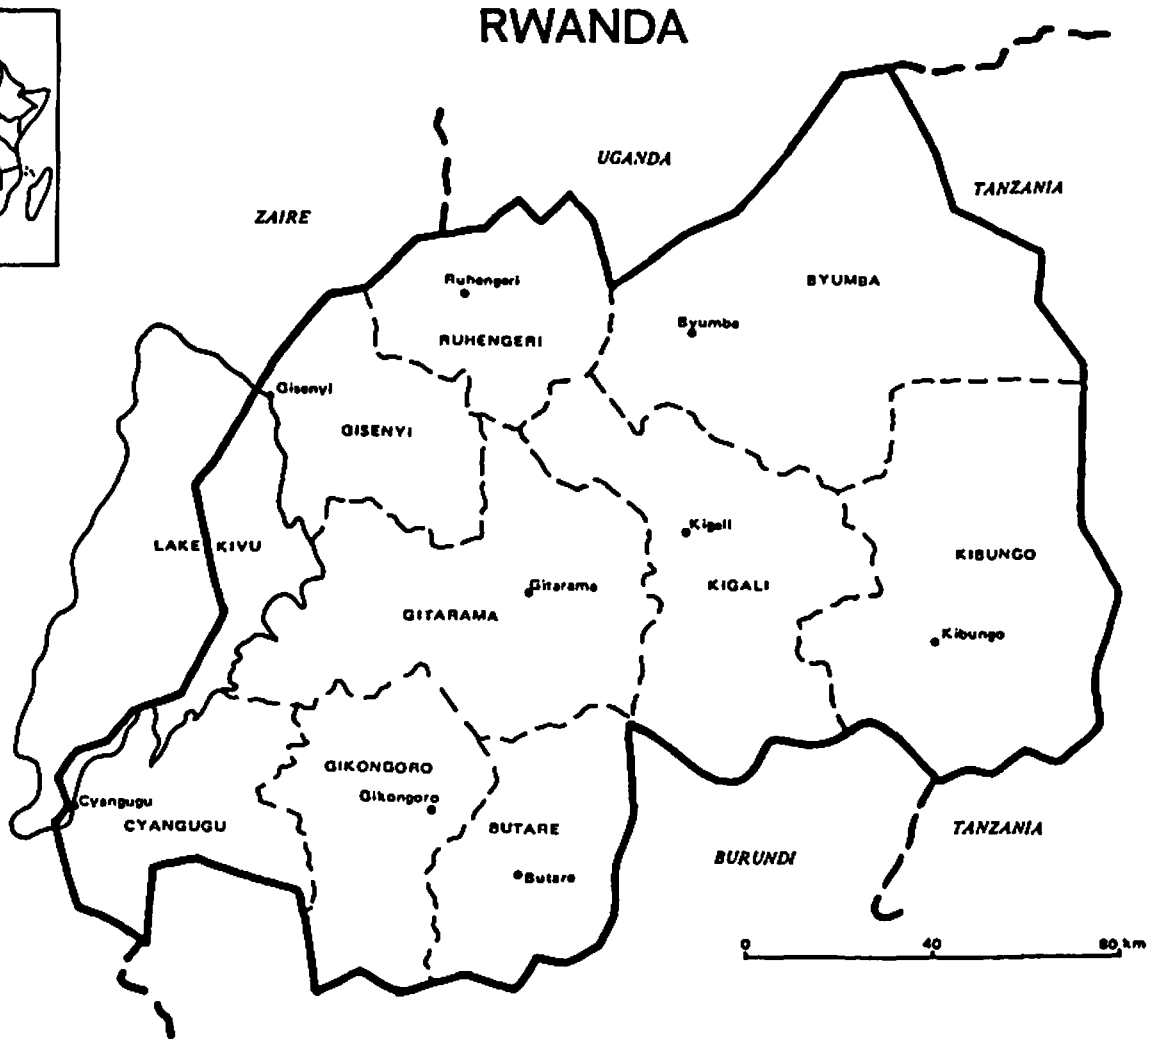 RWANDA
UGANDA
TANZANIA
ZAIRE
Ruhengeri
BYUMBA
Byumba
RUHENGERI
Gisenyi
GISENYI
Kigali
LAKE KIVU
KIBUNGO
Gitarama
KIGALI
GITARAMA
Kibungo
GIKONGORO
Gikongoro
Cyangugu
CYANGUGU
BUTARE
TANZANIA
BURUNDI
Butare
0 40 80 km